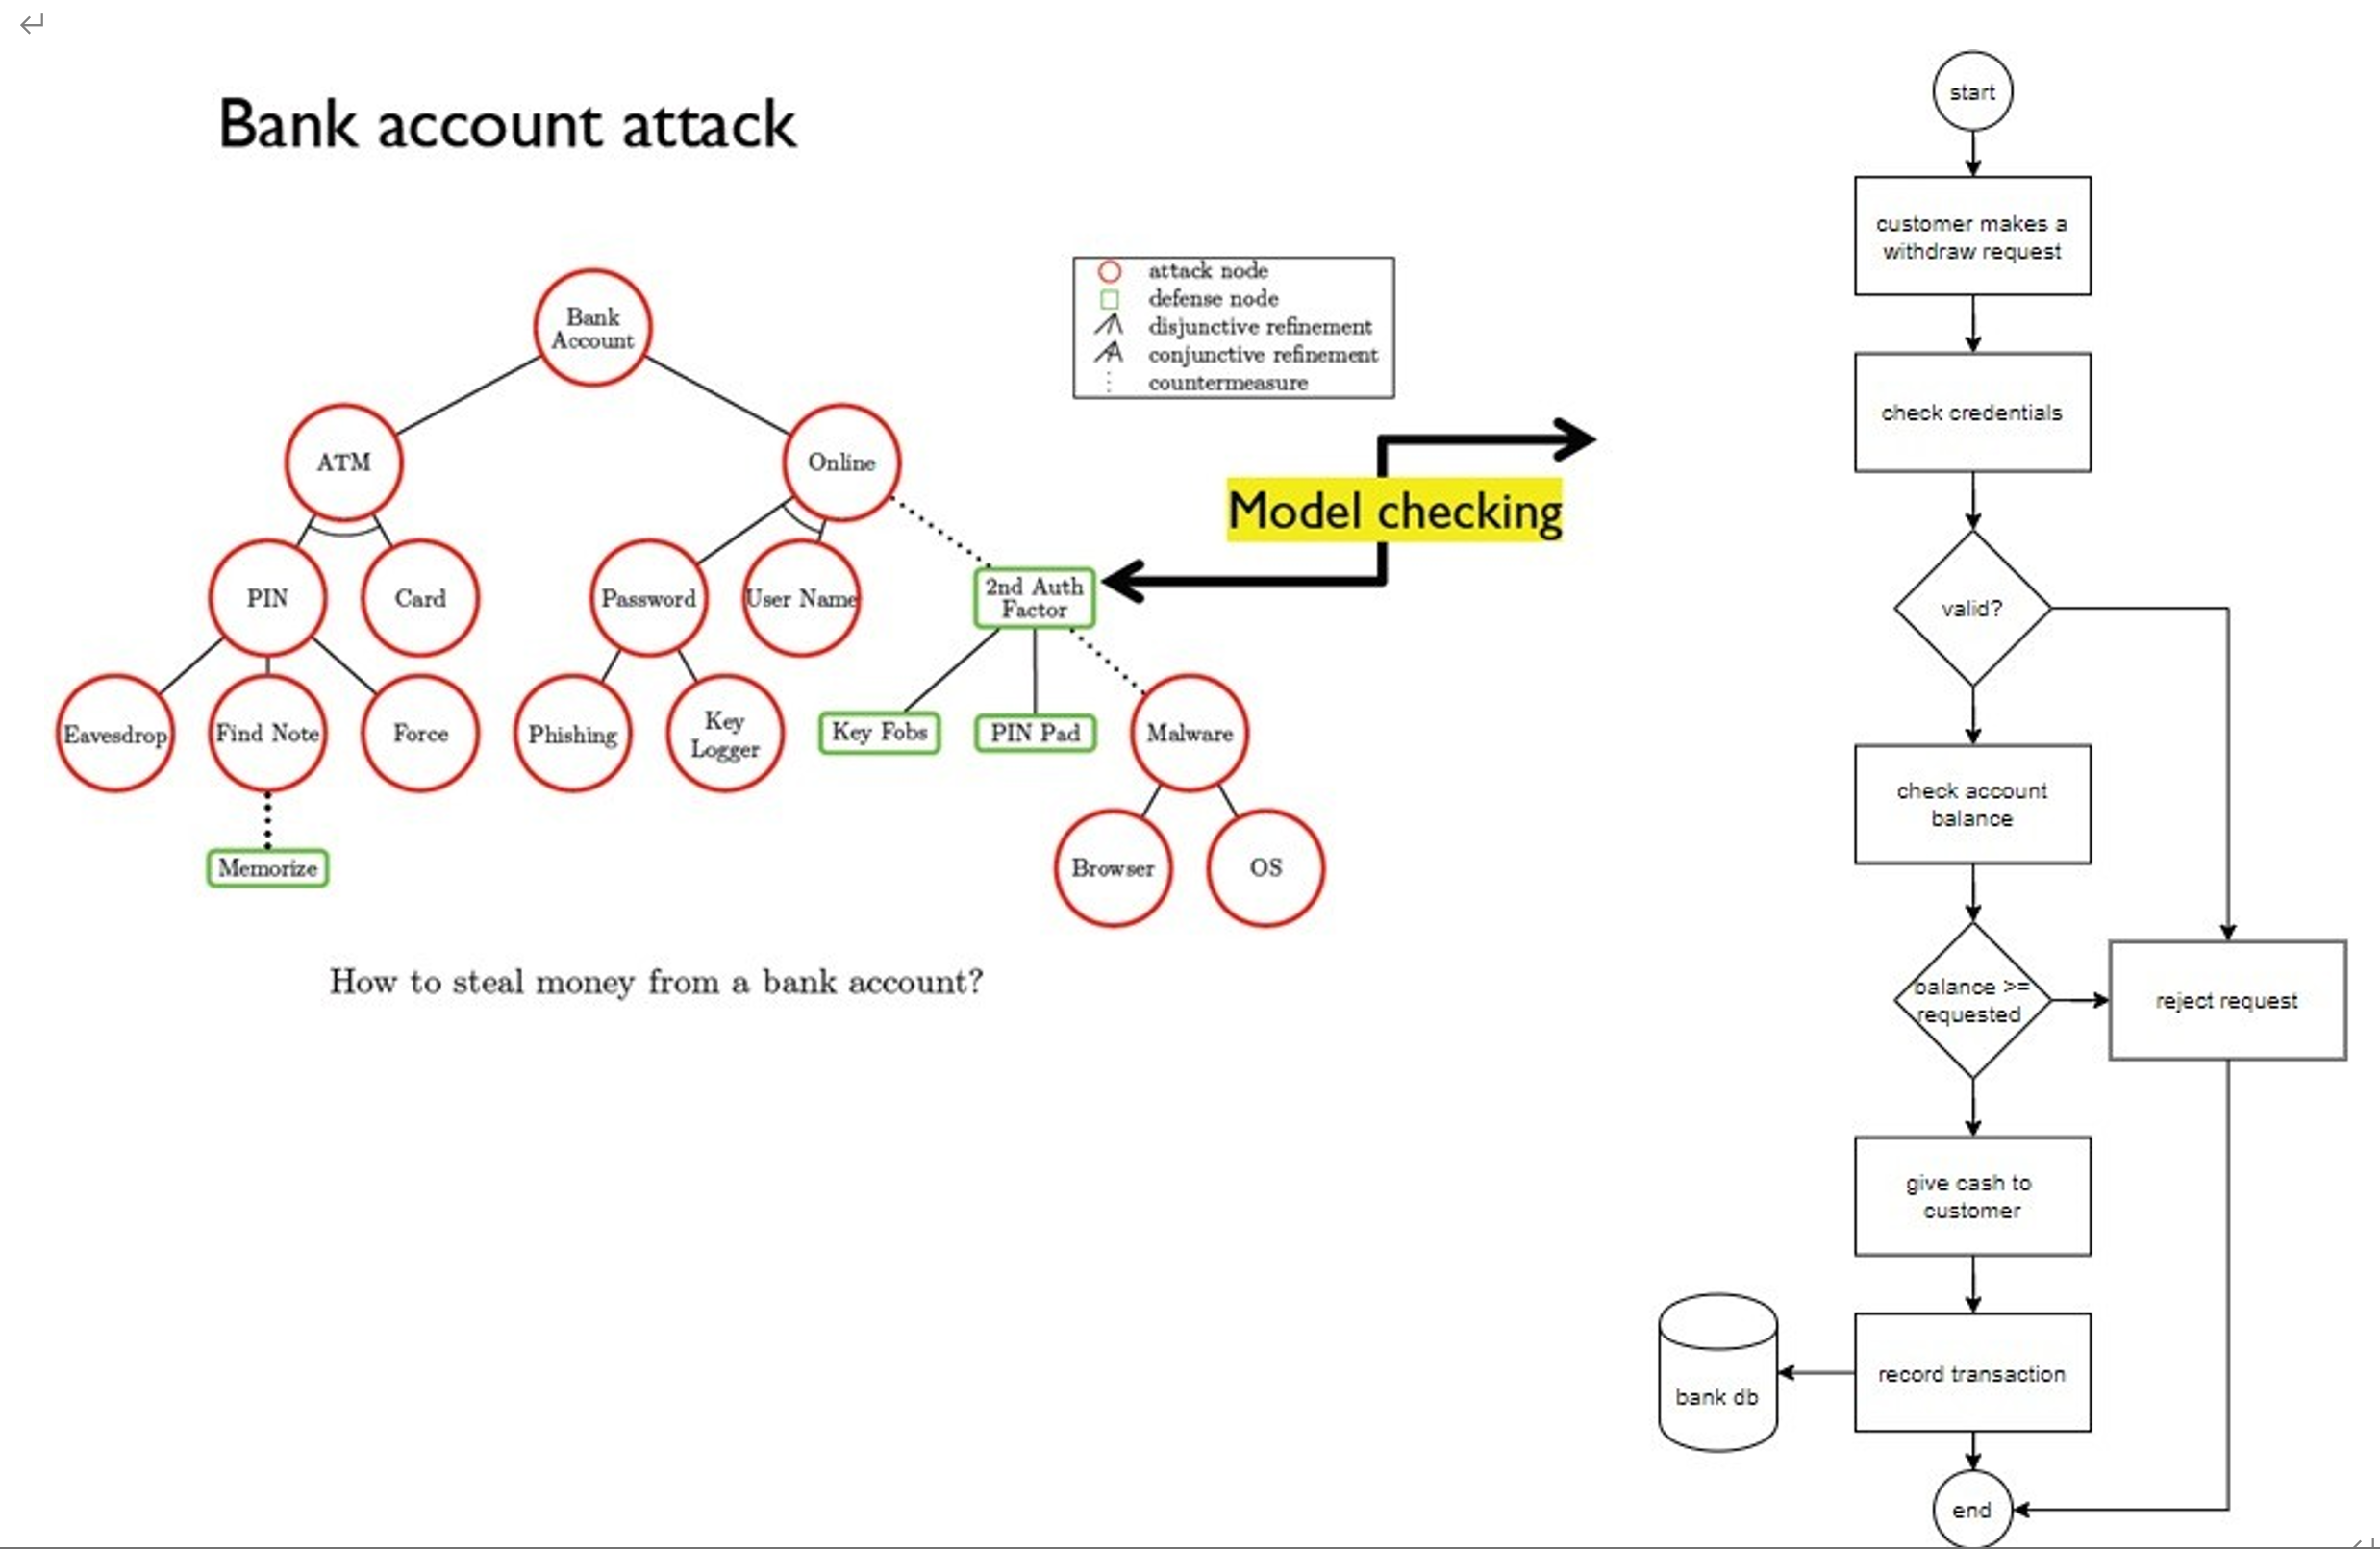 Bank account attack
Bank
Account
ATM
Online
PIN
Card
Password
User Name
2nd Auth
Factor
Eavesdrop
Find Note
Force
Phishing
Key
Logger
Key Fobs
PIN Pad
Malware
Memorize
Browser
OS
How to steal money from a bank account?
attack node
defense node
disjunctive refinement
conjunctive refinement
countermeasure
Model checking
start
customer makes a
withdraw request
check credentials
valid?
check account
balance
balance >=
requested
reject request
give cash to
customer
record transaction
bank db
end